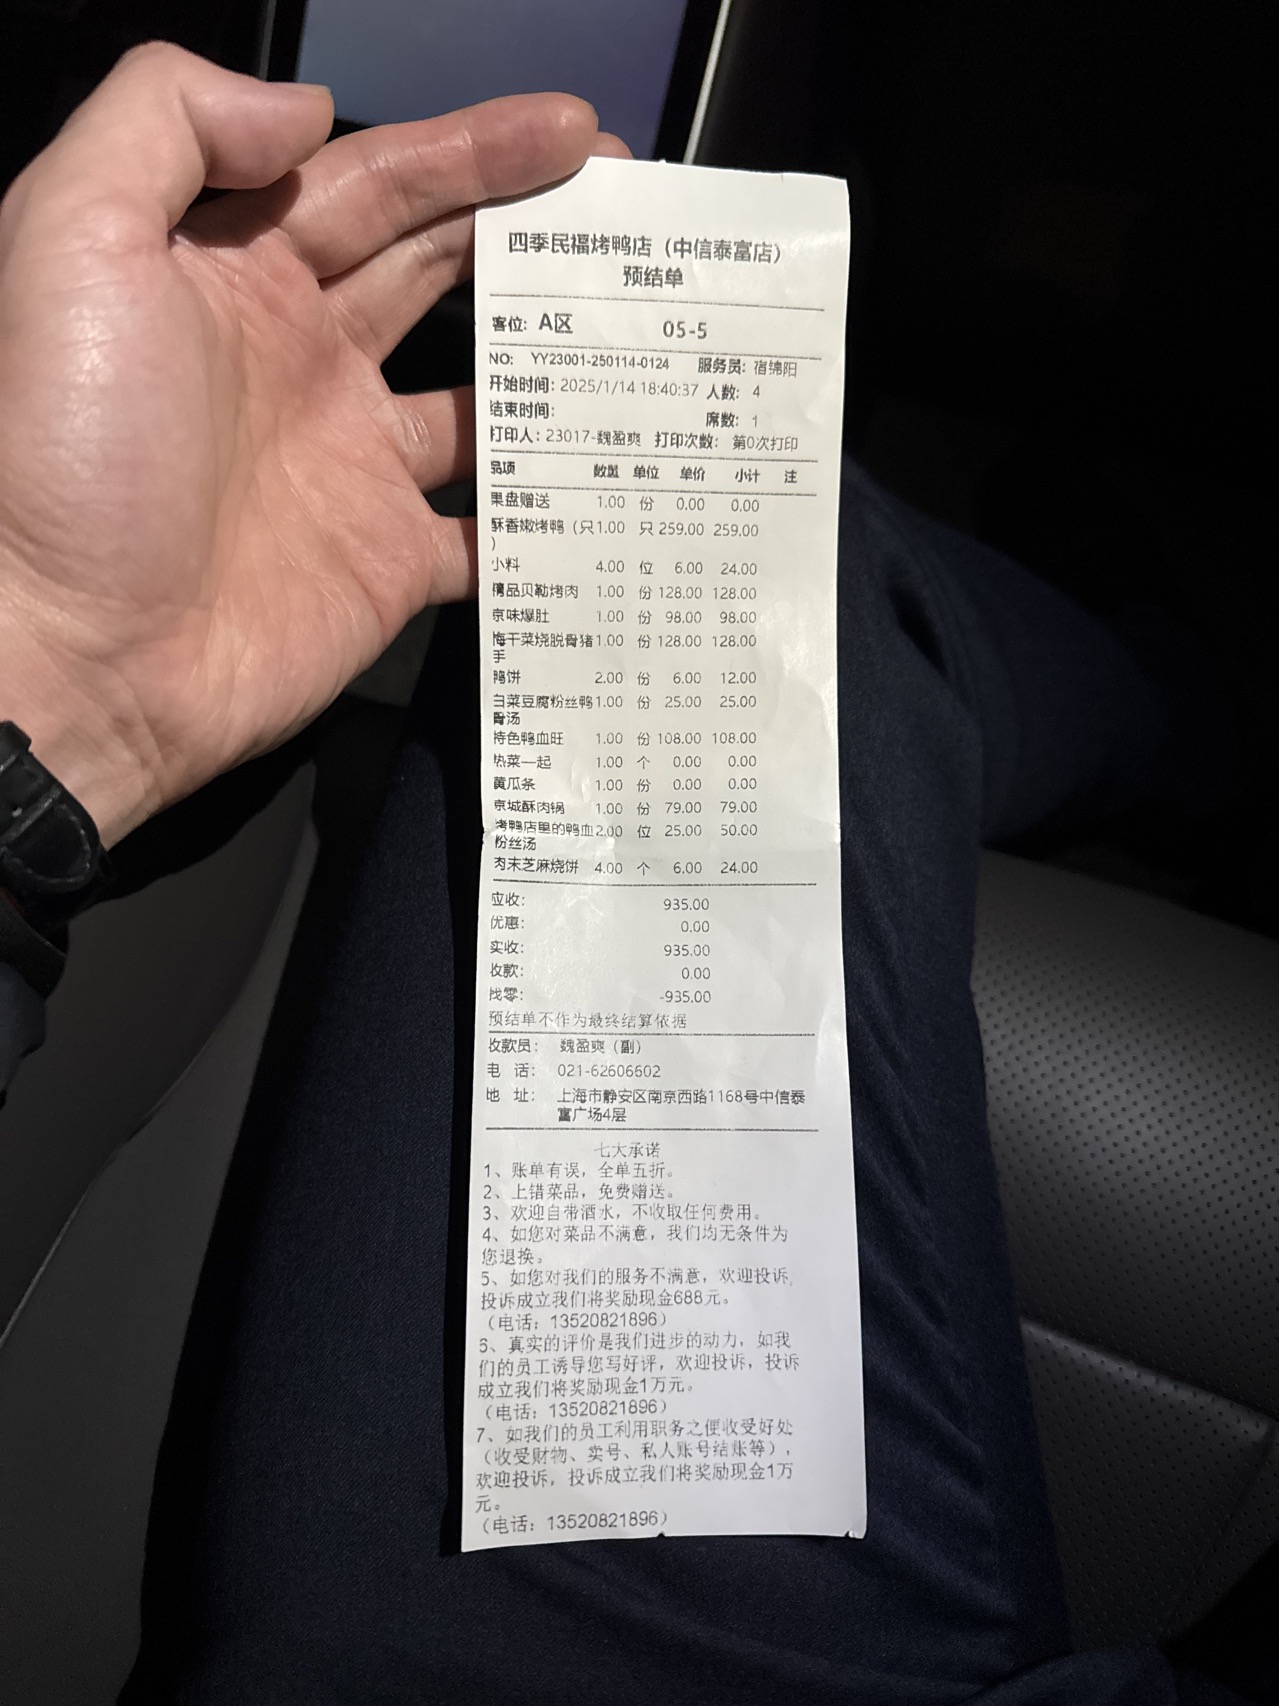 四季民福烤鸭店（中信泰富店）
预结单
客位: A区 05-5
NO: YY23001-250114-0124 服务员: 宿锦阳
开始时间: 2025/1/14 18:40:37 人数: 4
结束时间: 席数: 1
打印人: 23017-魏盈爽 打印次数: 第0次打印
品项 数量 单位 单价 小计 注
果盘赠送 1.00 份 0.00 0.00
酥香嫩烤鸭（只 1.00 只 259.00 259.00
）
小料 4.00 位 6.00 24.00
精品贝勒烤肉 1.00 份 128.00 128.00
京味爆肚 1.00 份 98.00 98.00
梅干菜烧脱骨猪 1.00 份 128.00 128.00
手
鸭饼 2.00 份 6.00 12.00
白菜豆腐粉丝鸭 1.00 份 25.00 25.00
骨汤
特色鸭血旺 1.00 份 108.00 108.00
热菜一起 1.00 个 0.00 0.00
黄瓜条 1.00 份 0.00 0.00
京城酥肉锅 1.00 份 79.00 79.00
烤鸭店里的鸭血 2.00 位 25.00 50.00
粉丝汤
肉末芝麻烧饼 4.00 个 6.00 24.00
应收: 935.00
优惠: 0.00
实收: 935.00
收款: 0.00
找零: -935.00
预结单不作为最终结算依据
收款员: 魏盈爽（副）
电 话: 021-62606602
地 址: 上海市静安区南京西路1168号中信泰
富广场4层
七大承诺
1、账单有误，全单五折。
2、上错菜品，免费赠送。
3、欢迎自带酒水，不收取任何费用。
4、如您对菜品不满意，我们均无条件为
您退换。
5、如您对我们的服务不满意，欢迎投诉，
投诉成立我们将奖励现金688元。
（电话：13520821896）
6、真实的评价是我们进步的动力，如我
们的员工诱导您写好评，欢迎投诉，投诉
成立我们将奖励现金1万元。
（电话：13520821896）
7、如我们的员工利用职务之便收受好处
（收受财物、卖号、私人账号结账等），
欢迎投诉，投诉成立我们将奖励现金1万
元。
（电话：13520821896）